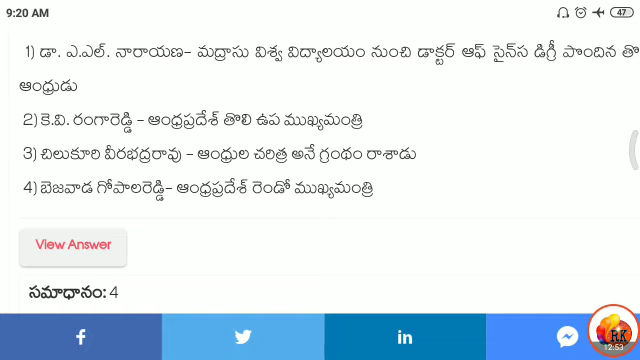 9:20 AM 47
1) డా. ఎ.ఎల్. నారాయణ- మద్రాసు విశ్వ విద్యాలయం నుంచి డాక్టర్ ఆఫ్ సైన్‌స డిగ్రీ పొందిన తొ
ఆంధ్రుడు
2) కె.వి. రంగారెడ్డి - ఆంధ్రప్రదేశ్ తొలి ఉప ముఖ్యమంత్రి
3) చిలుకూరి వీరభద్రరావు - ఆంధ్రుల చరిత్ర అనే గ్రంథం రాశాడు
4) బెజవాడ గోపాలరెడ్డి- ఆంధ్రప్రదేశ్ రెండో ముఖ్యమంత్రి
View Answer
సమాధానం: 4
f in
RK
12:53